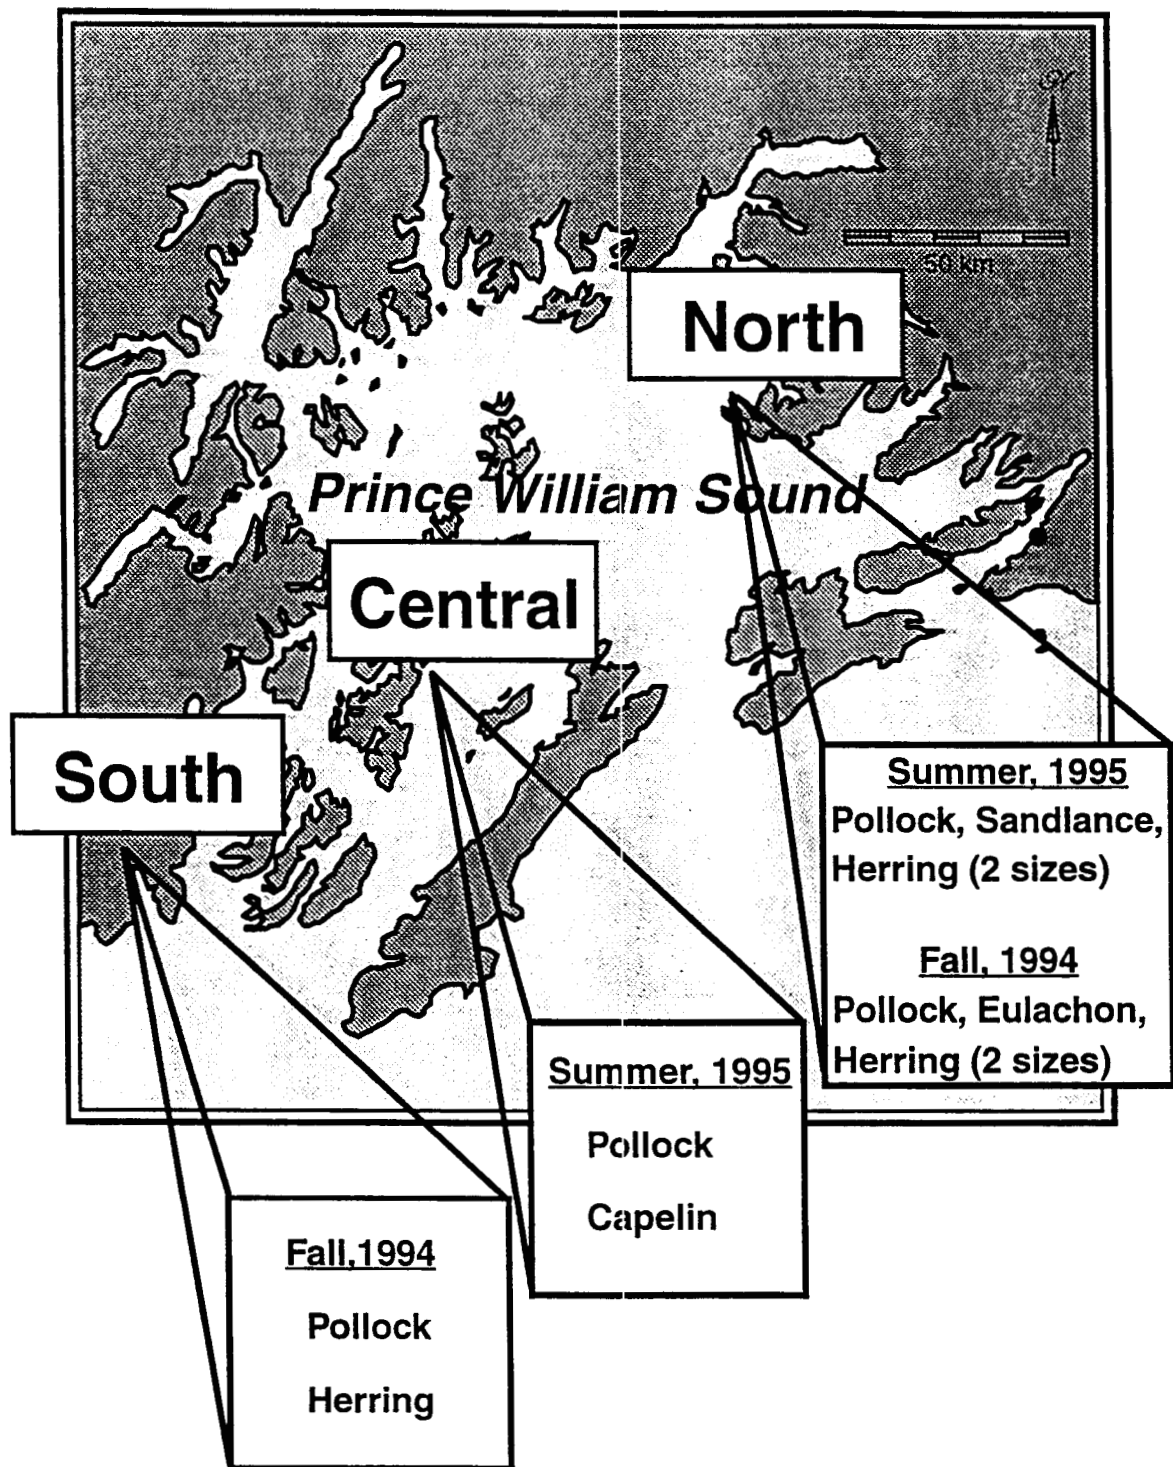 50 km
North
Prince William Sound
Central
South
Summer, 1995
Pollock, Sandlance,
Herring (2 sizes)
Fall, 1994
Pollock, Eulachon,
Herring (2 sizes)
Summer, 1995
Pollock
Capelin
Fall,1994
Pollock
Herring